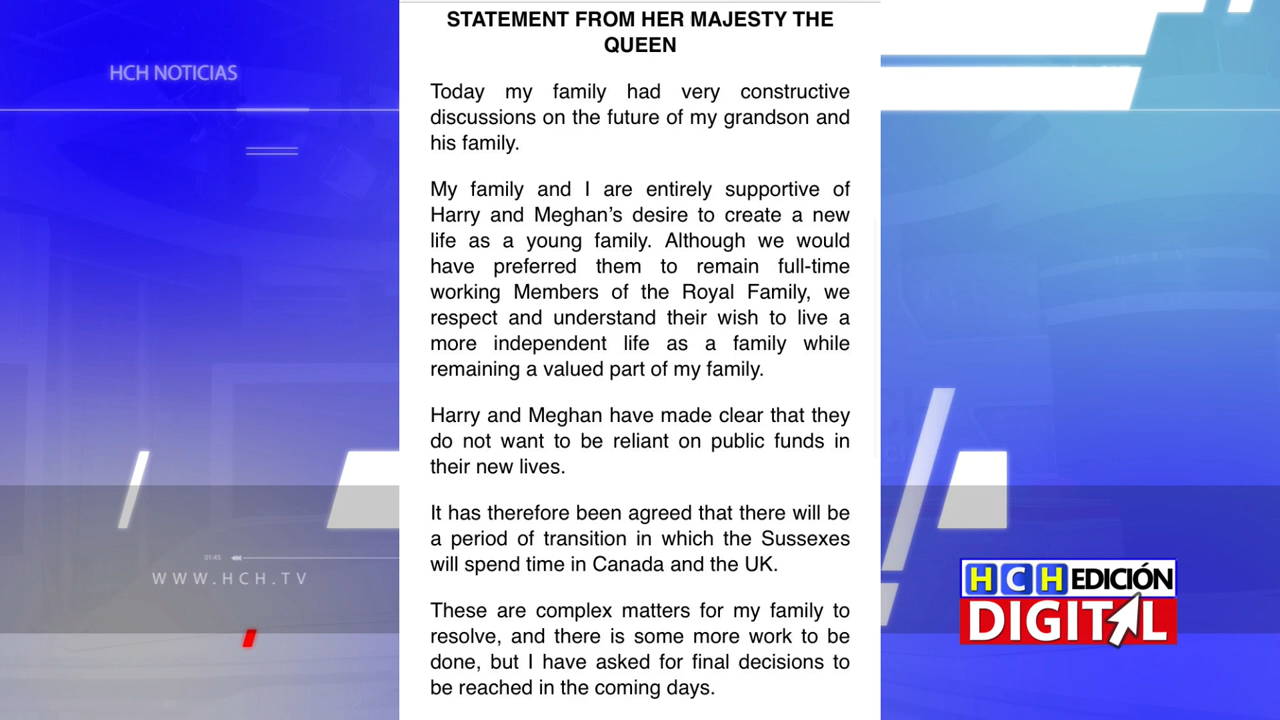 HCH NOTICIAS
STATEMENT FROM HER MAJESTY THE
QUEEN
Today my family had very constructive
discussions on the future of my grandson and
his family.
My family and I are entirely supportive of
Harry and Meghan’s desire to create a new
life as a young family. Although we would
have preferred them to remain full-time
working Members of the Royal Family, we
respect and understand their wish to live a
more independent life as a family while
remaining a valued part of my family.
Harry and Meghan have made clear that they
do not want to be reliant on public funds in
their new lives.
It has therefore been agreed that there will be
a period of transition in which the Sussexes
will spend time in Canada and the UK.
These are complex matters for my family to
resolve, and there is some more work to be
done, but I have asked for final decisions to
be reached in the coming days.
01:45
WWW.HCH.TV
HCH EDICIÓN
DIGITAL